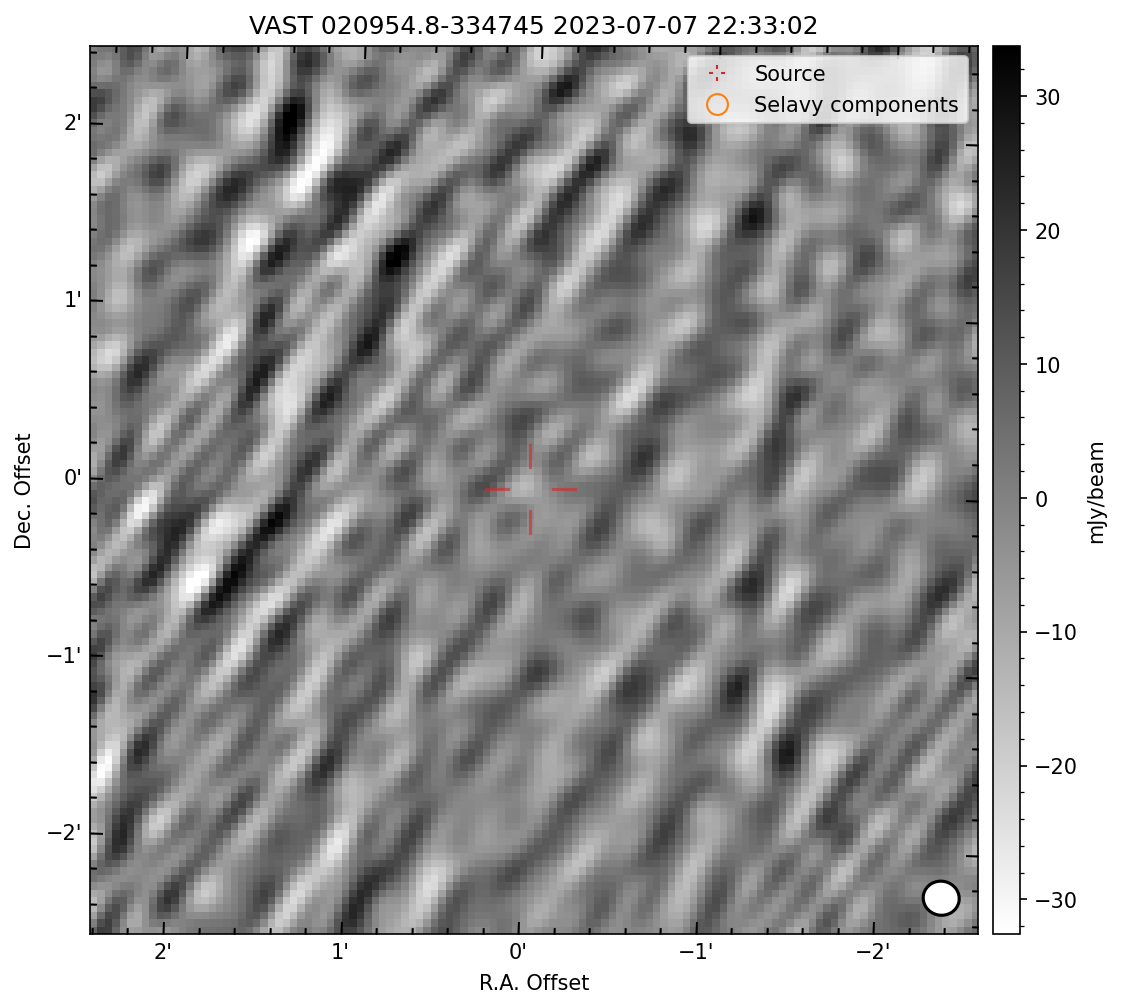 VAST 020954.8-334745 2023-07-07 22:33:02
Source
Selavy components
2'
1'
0'
−1'
−2'
Dec. Offset
2'
1'
0'
−1'
−2'
R.A. Offset
30
20
10
0
−10
−20
−30
mJy/beam